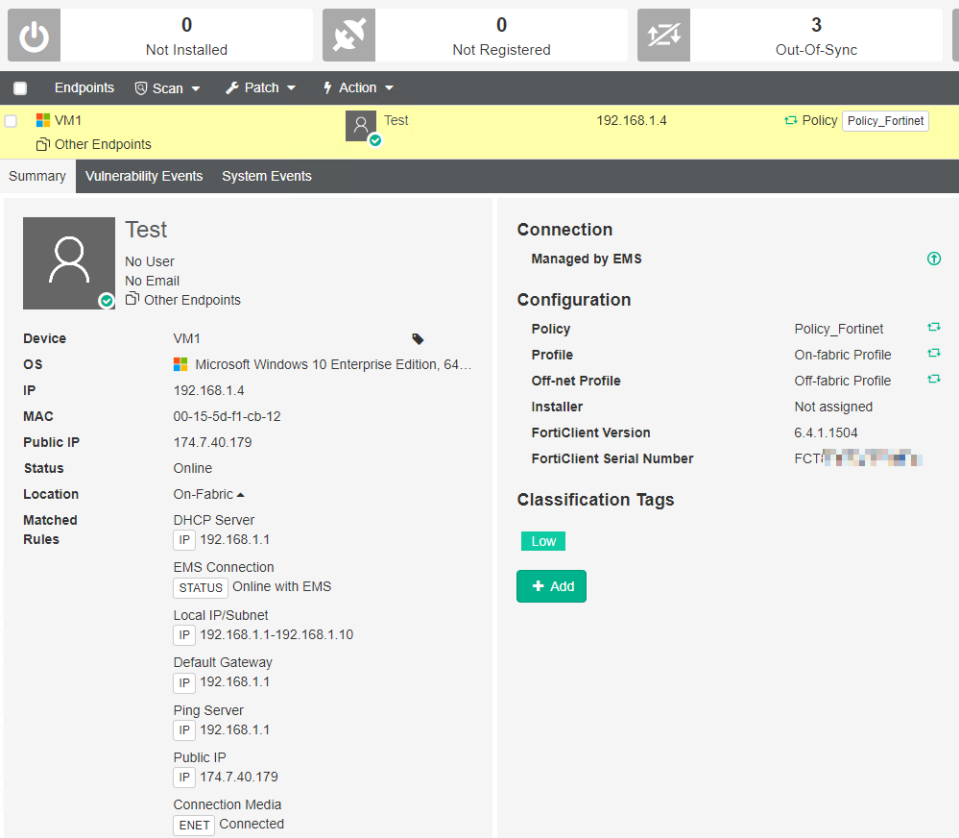 0
Not Installed
0
Not Registered
3
Out-Of-Sync
Endpoints Scan Patch Action
VM1 Test 192.168.1.4 Policy Policy_Fortinet
Other Endpoints
Summary Vulnerability Events System Events
Test
No User
No Email
Other Endpoints
Device VM1
OS Microsoft Windows 10 Enterprise Edition, 64...
IP 192.168.1.4
MAC 00-15-5d-f1-cb-12
Public IP 174.7.40.179
Status Online
Location On-Fabric
Matched Rules
DHCP Server
IP 192.168.1.1
EMS Connection
STATUS Online with EMS
Local IP/Subnet
IP 192.168.1.1-192.168.1.10
Default Gateway
IP 192.168.1.1
Ping Server
IP 192.168.1.1
Public IP
IP 174.7.40.179
Connection Media
ENET Connected
Connection
Managed by EMS
Configuration
Policy Policy_Fortinet
Profile On-fabric Profile
Off-net Profile Off-fabric Profile
Installer Not assigned
FortiClient Version 6.4.1.1504
FortiClient Serial Number FCT
Classification Tags
Low
+ Add